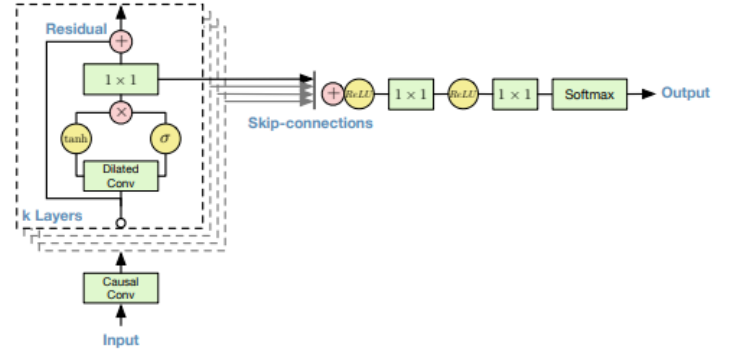 Residual
+
1 × 1
×
tanh
σ
Dilated
Conv
k Layers
Causal
Conv
Input
Skip-connections
+
ReLU
1 × 1
ReLU
1 × 1
Softmax
Output